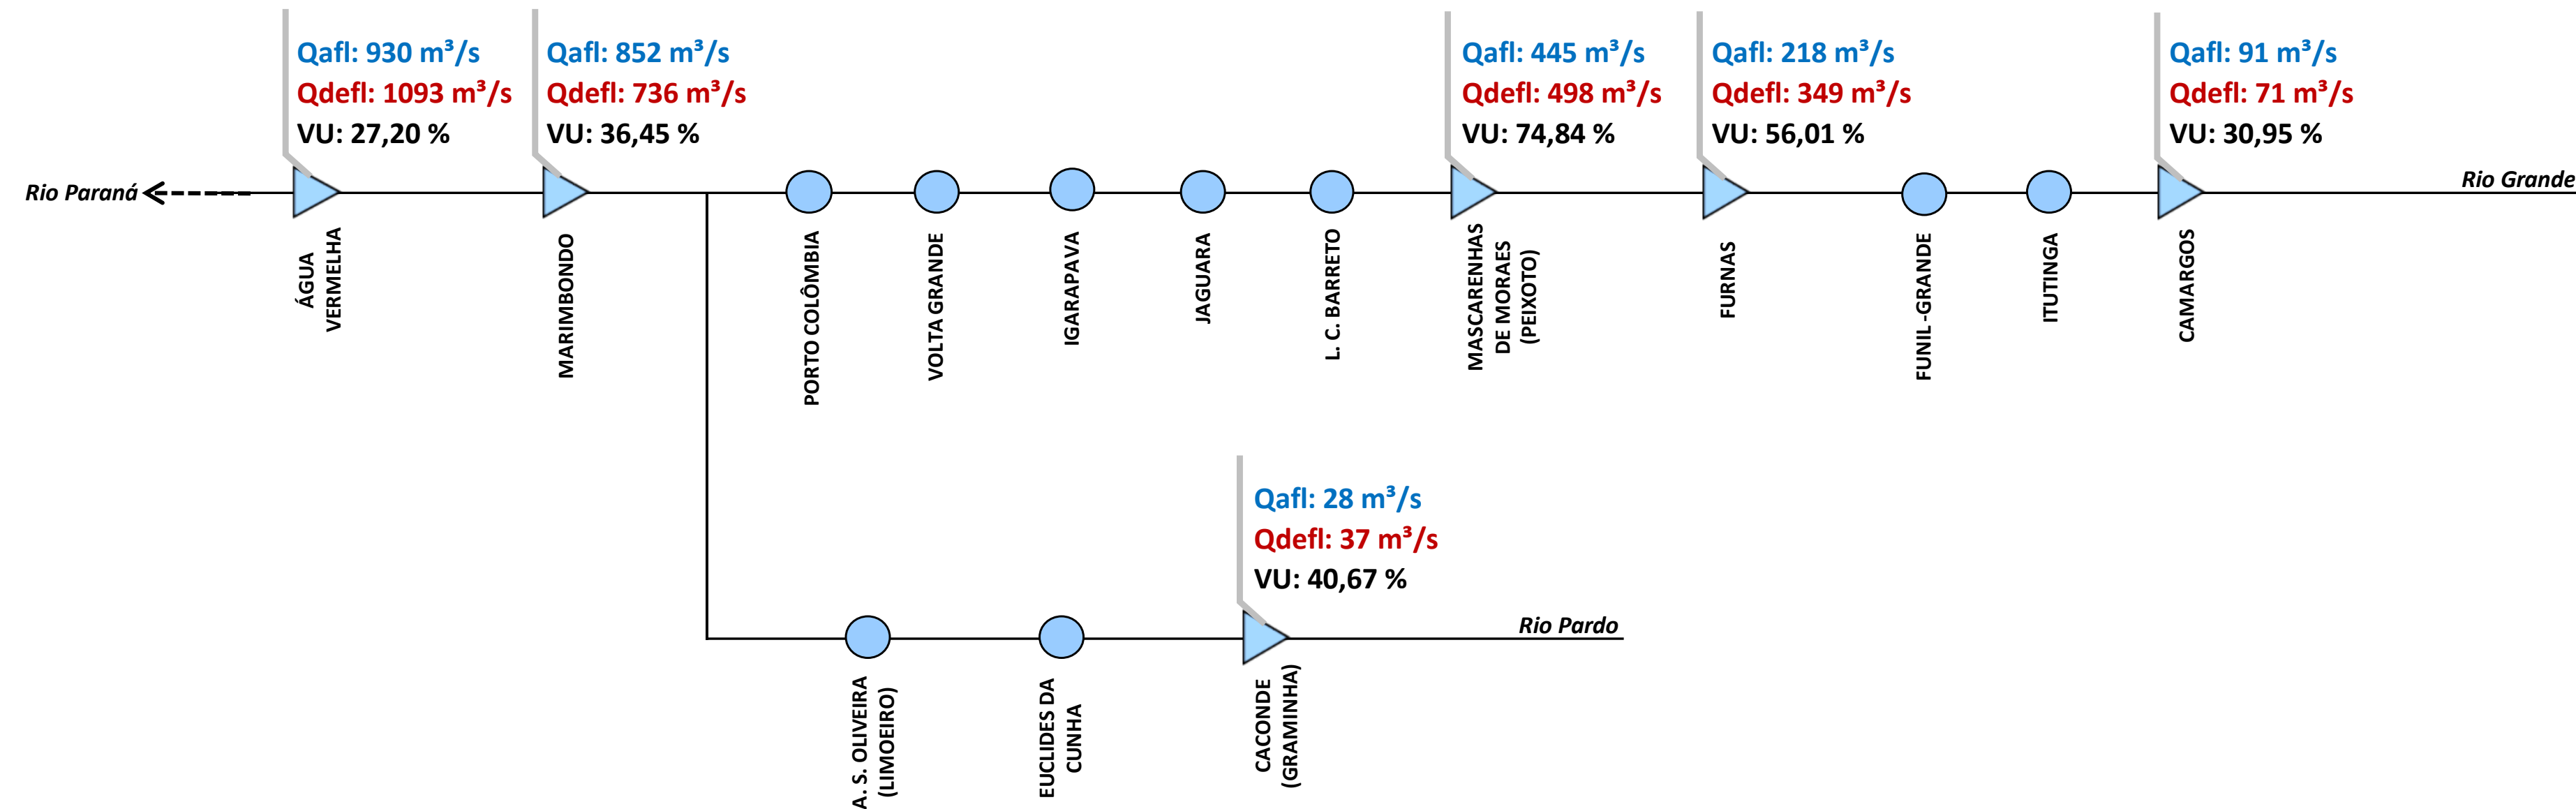 Qafl: 930 m³/s
Qdefl: 1093 m³/s
VU: 27,20 %
Qafl: 852 m³/s
Qdefl: 736 m³/s
VU: 36,45 %
Qafl: 445 m³/s
Qdefl: 498 m³/s
VU: 74,84 %
Qafl: 218 m³/s
Qdefl: 349 m³/s
VU: 56,01 %
Qafl: 91 m³/s
Qdefl: 71 m³/s
VU: 30,95 %
Rio Paraná
Rio Grande
ÁGUA
VERMELHA
MARIMBONDO
PORTO COLÔMBIA
VOLTA GRANDE
IGARAPAVA
JAGUARA
L. C. BARRETO
MASCARENHAS
DE MORAES
(PEIXOTO)
FURNAS
FUNIL -GRANDE
ITUTINGA
CAMARGOS
Qafl: 28 m³/s
Qdefl: 37 m³/s
VU: 40,67 %
Rio Pardo
A. S. OLIVEIRA
(LIMOEIRO)
EUCLIDES DA
CUNHA
CACONDE
(GRAMINHA)